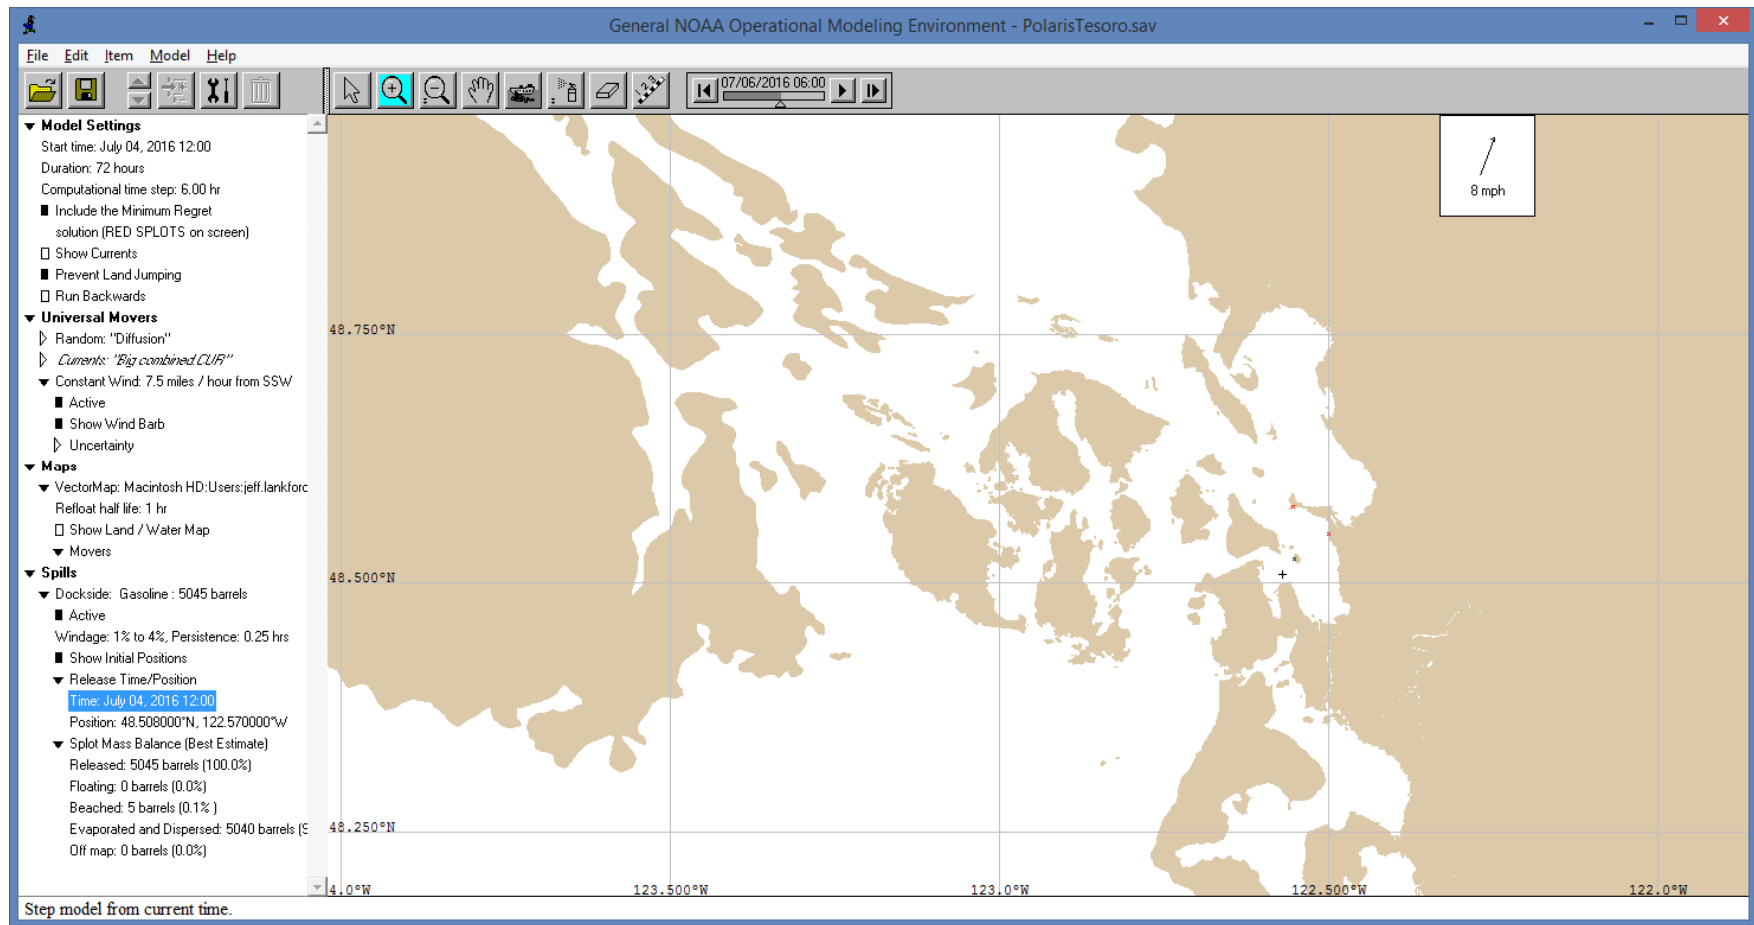 General NOAA Operational Modeling Environment - PolarisTesoro.sav
File Edit Item Model Help
07/06/2016 06:00
Model Settings
Start time: July 04, 2016 12:00
Duration: 72 hours
Computational time step: 6.00 hr
Include the Minimum Regret
solution (RED SPLOTS on screen)
Show Currents
Prevent Land Jumping
Run Backwards
Universal Movers
Random: "Diffusion"
Currents: "Big combined.CUR"
Constant Wind: 7.5 miles / hour from SSW
Active
Show Wind Barb
Uncertainty
Maps
VectorMap: Macintosh HD:Users:jeff.lankforc
Refloat half life: 1 hr
Show Land / Water Map
Movers
Spills
Dockside: Gasoline : 5045 barrels
Active
Windage: 1% to 4%, Persistence: 0.25 hrs
Show Initial Positions
Release Time/Position
Time: July 04, 2016 12:00
Position: 48.508000°N, 122.570000°W
Splot Mass Balance (Best Estimate)
Released: 5045 barrels (100.0%)
Floating: 0 barrels (0.0%)
Beached: 5 barrels (0.1% )
Evaporated and Dispersed: 5040 barrels (9
Off map: 0 barrels (0.0%)
8 mph
48.750°N
48.500°N
48.250°N
4.0°W 123.500°W 123.0°W 122.500°W 122.0°W
Step model from current time.